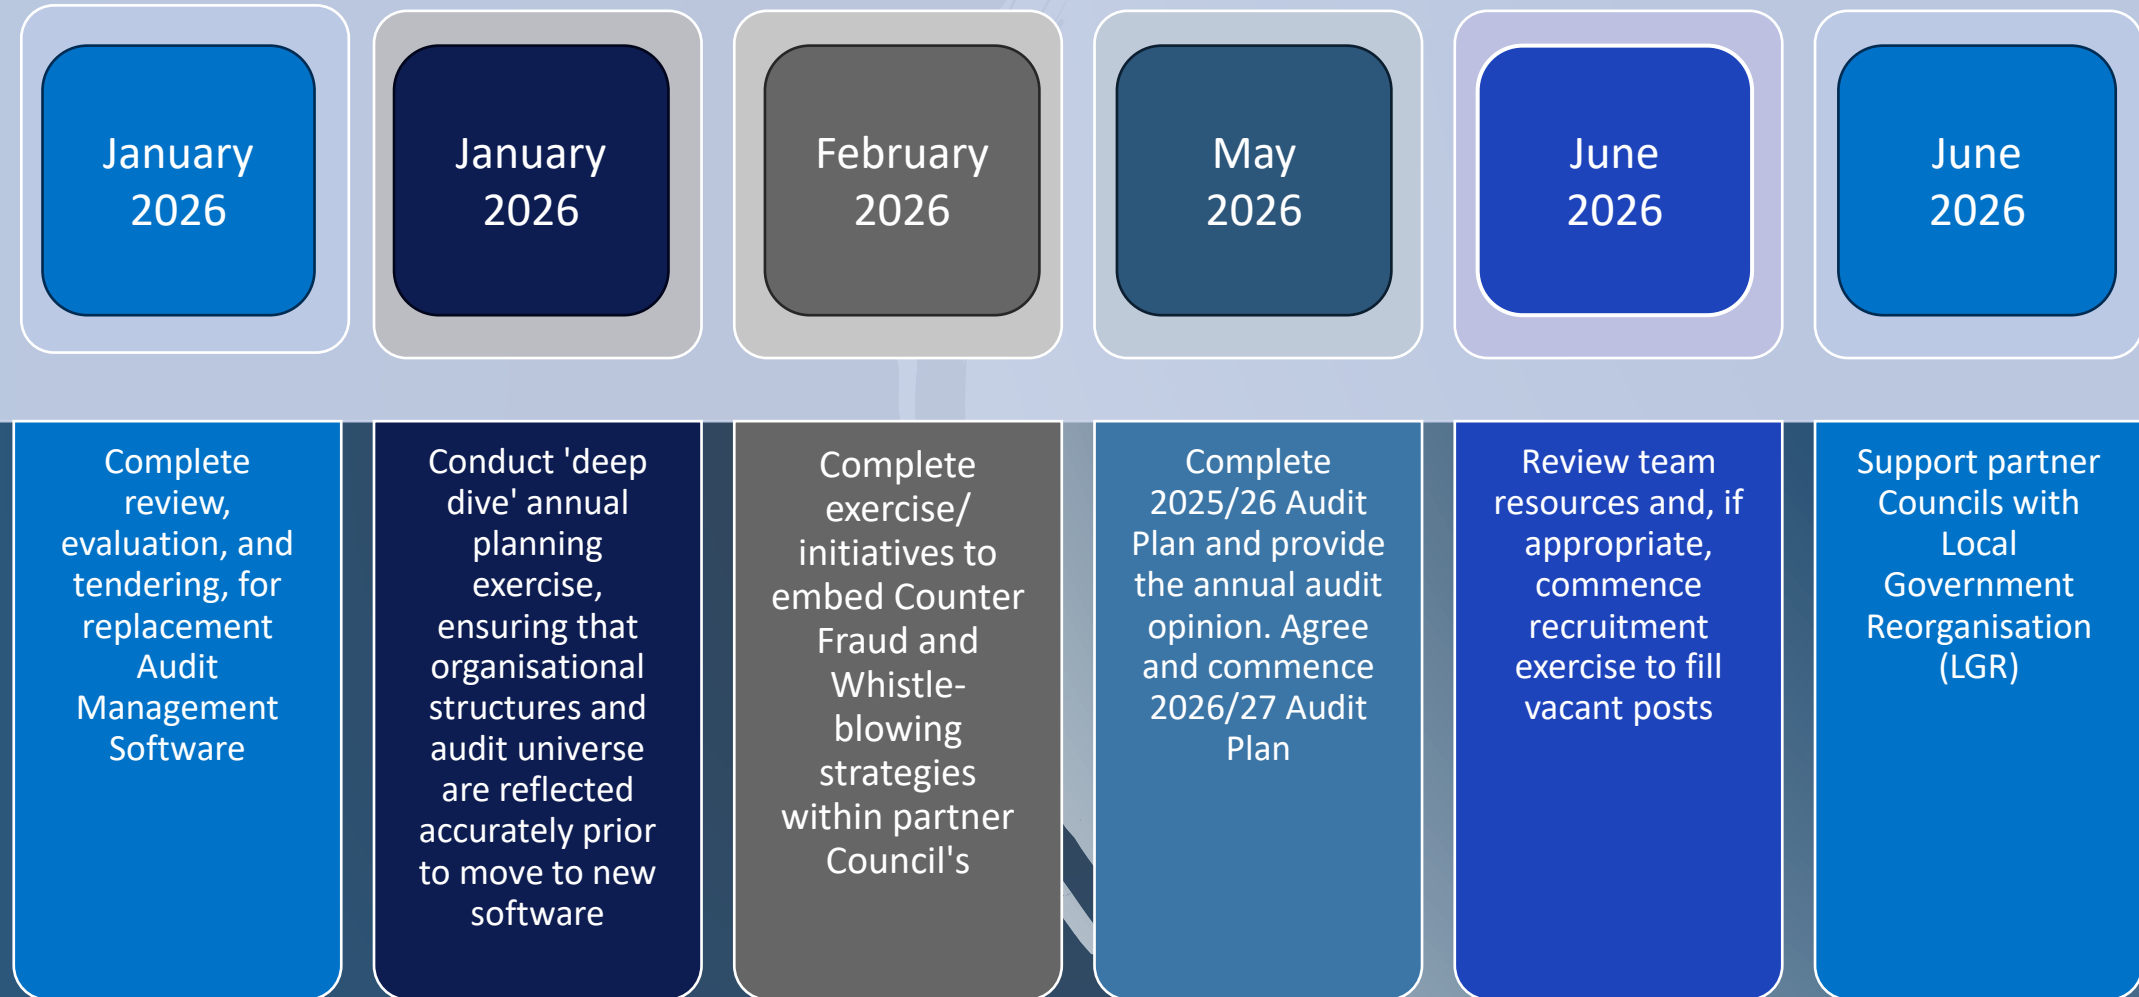 January
2026
January
2026
February
2026
May
2026
June
2026
June
2026
Complete
review,
evaluation, and
tendering, for
replacement
Audit
Management
Software
Conduct 'deep
dive' annual
planning
exercise,
ensuring that
organisational
structures and
audit universe
are reflected
accurately prior
to move to new
software
Complete
exercise/
initiatives to
embed Counter
Fraud and
Whistle-
blowing
strategies
within partner
Council's
Complete
2025/26 Audit
Plan and provide
the annual audit
opinion. Agree
and commence
2026/27 Audit
Plan
Review team
resources and, if
appropriate,
commence
recruitment
exercise to fill
vacant posts
Support partner
Councils with
Local
Government
Reorganisation
(LGR)